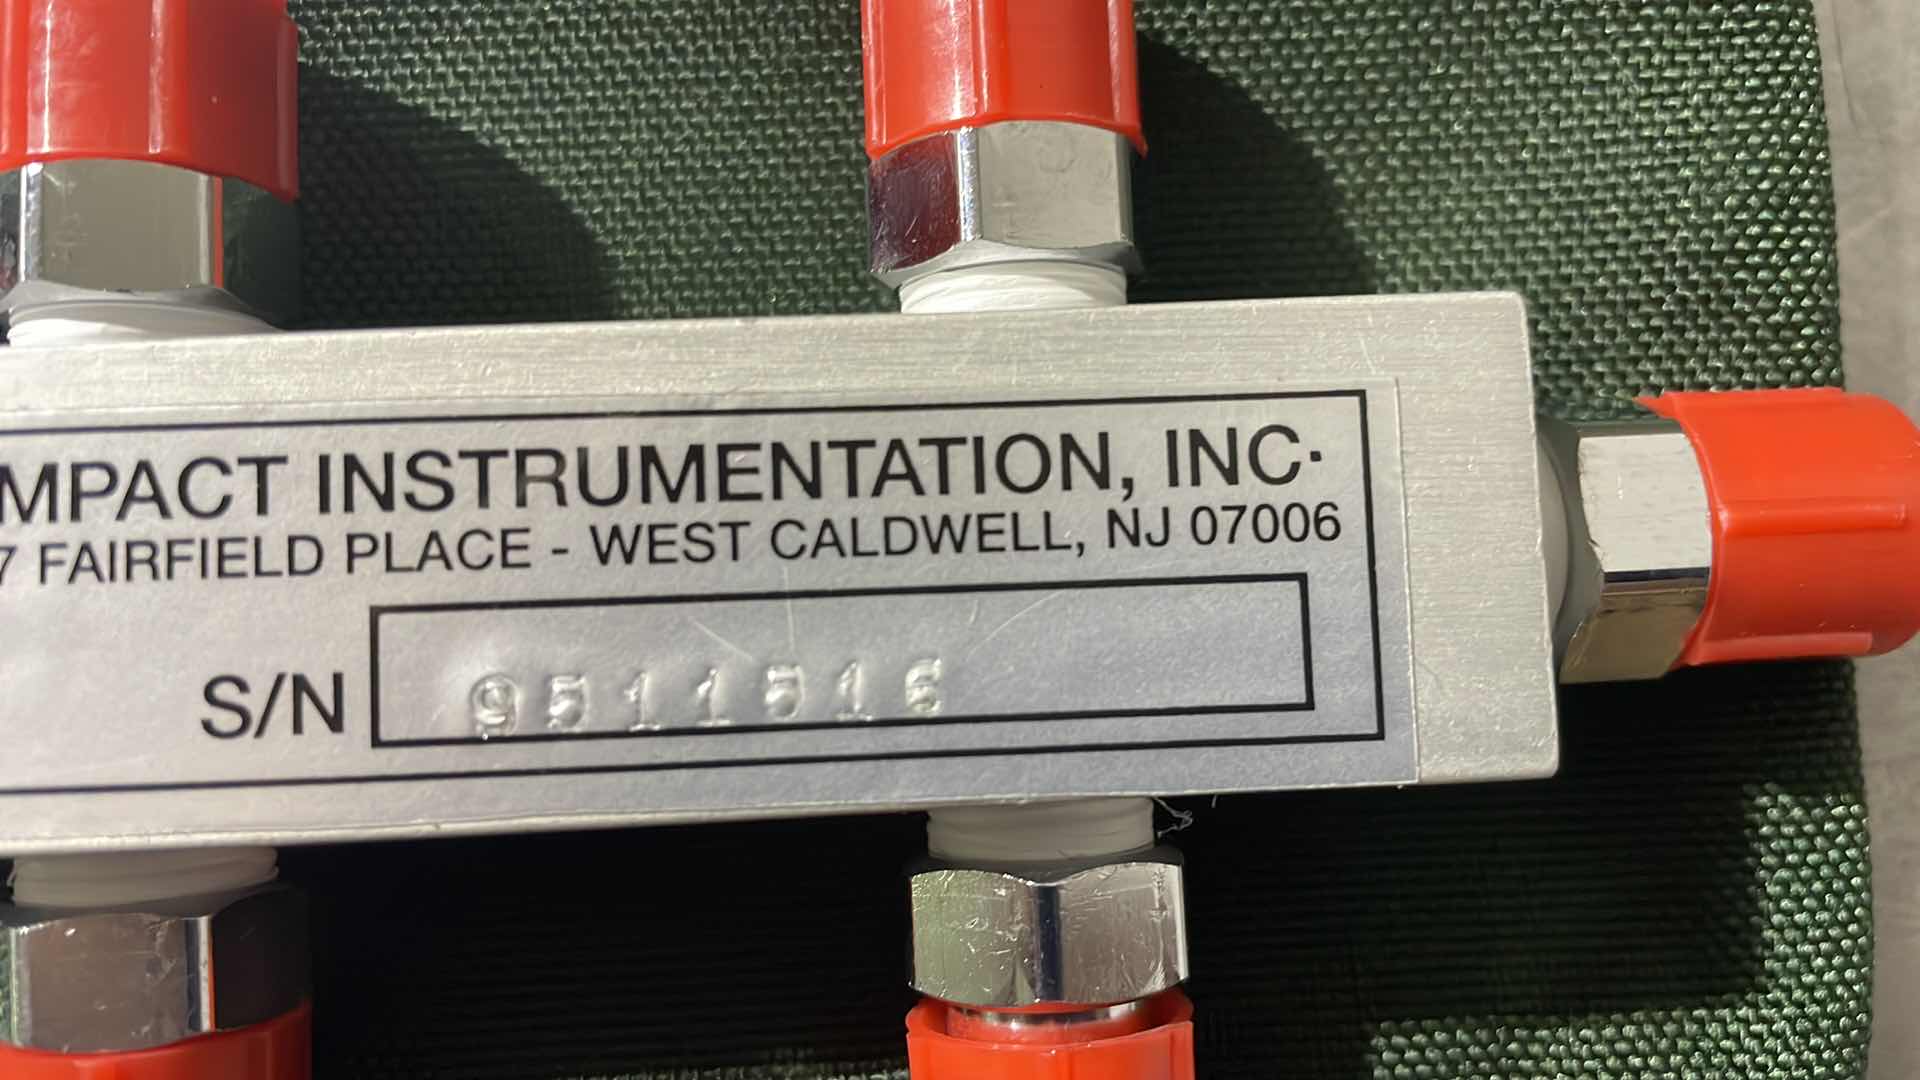 MPACT INSTRUMENTATION, INC.
7 FAIRFIELD PLACE - WEST CALDWELL, NJ 07006
S/N 9511516